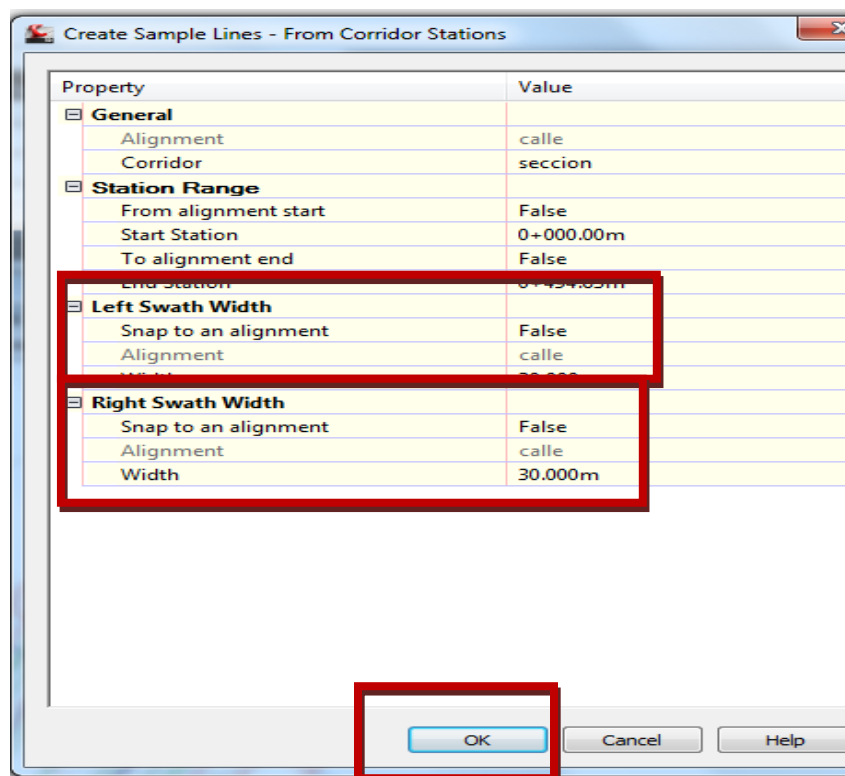 Create Sample Lines - From Corridor Stations
Property Value
General
Alignment calle
Corridor seccion
Station Range
From alignment start False
Start Station 0+000.00m
To alignment end False
End Station
Left Swath Width
Snap to an alignment False
Alignment calle
Right Swath Width
Snap to an alignment False
Alignment calle
Width 30.000m
OK Cancel Help